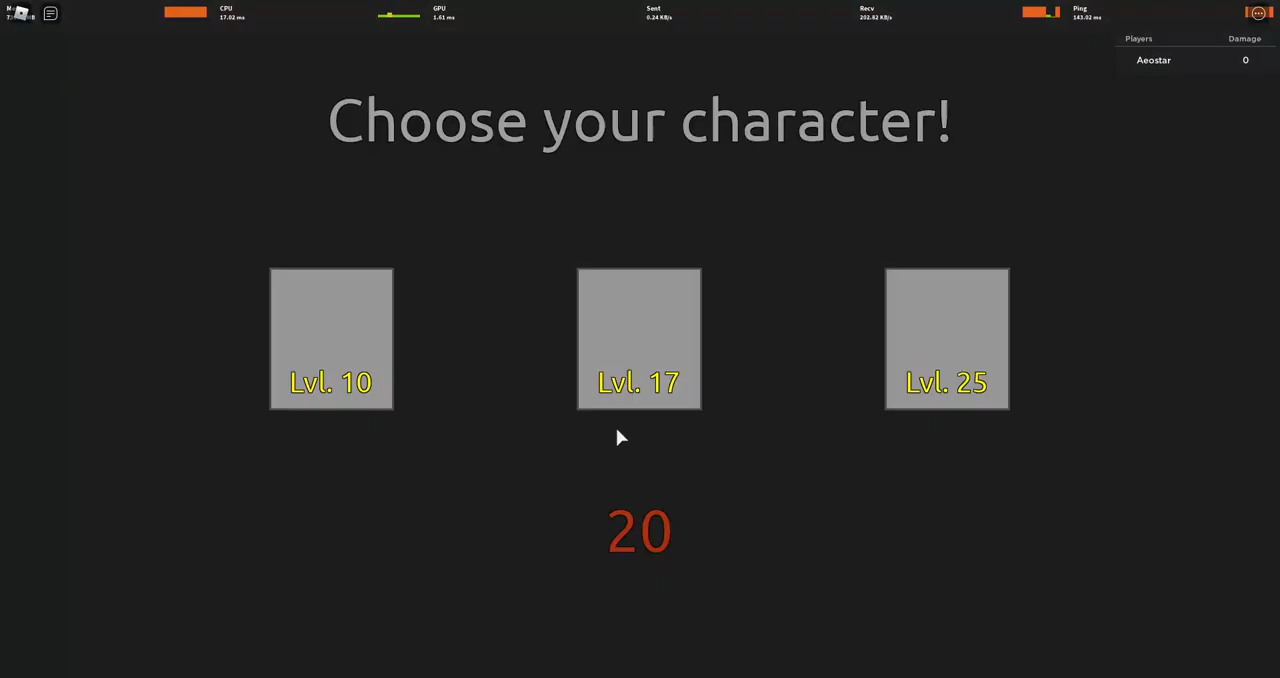 CPU
17.02 ms
GPU
1.61 ms
Sent
0.24 KB/s
Recv
202.82 KB/s
Ping
143.02 ms
Players Damage
Aeostar 0
Choose your character!
Lvl. 10
Lvl. 17
Lvl. 25
20